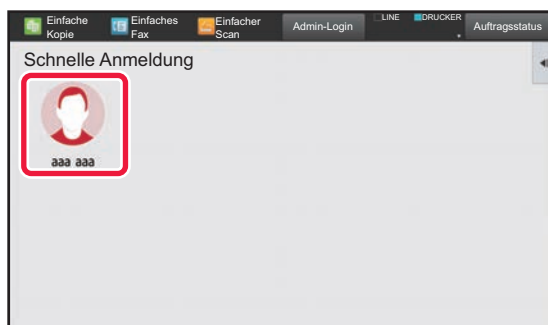 Einfache
Kopie
Einfaches
Fax
Einfacher
Scan
Admin-Login
LINE
DRUCKER
Auftragsstatus
Schnelle Anmeldung
aaa aaa